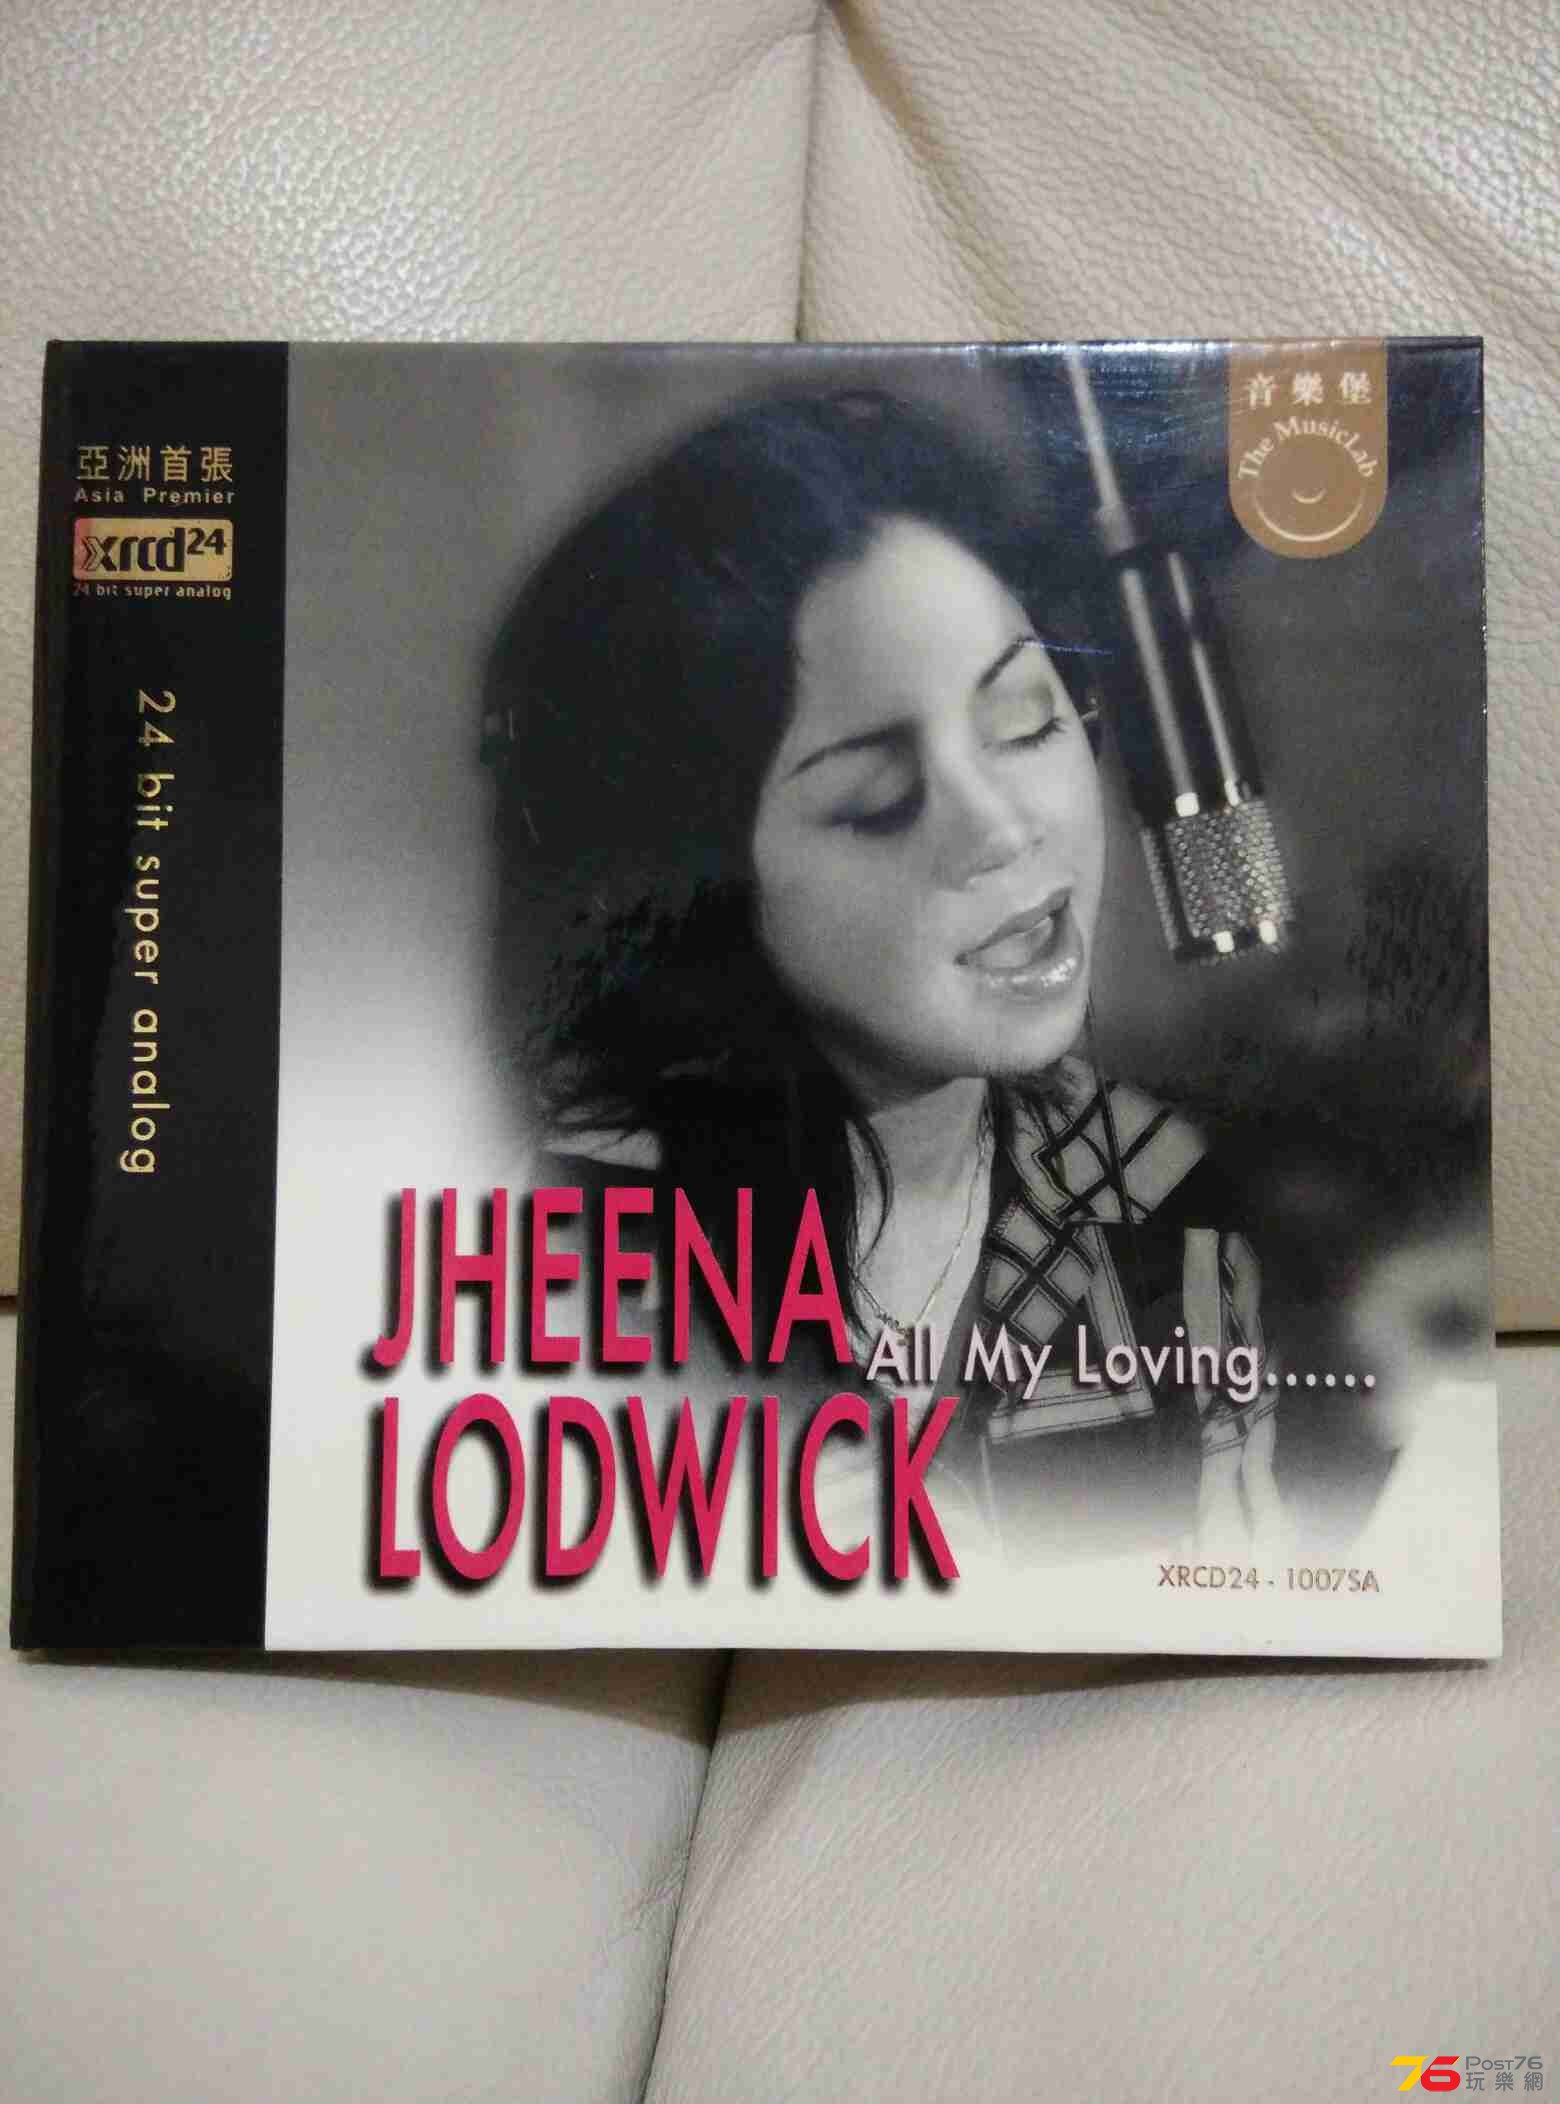 音樂堡
The MusicLab
亞洲首張
Asia Premier
xrcd24
24 bit super analog
24 bit super analog
JHEENA
All My Loving......
LODWICK
XRCD24 - 1007SA
76 POST76
玩樂網